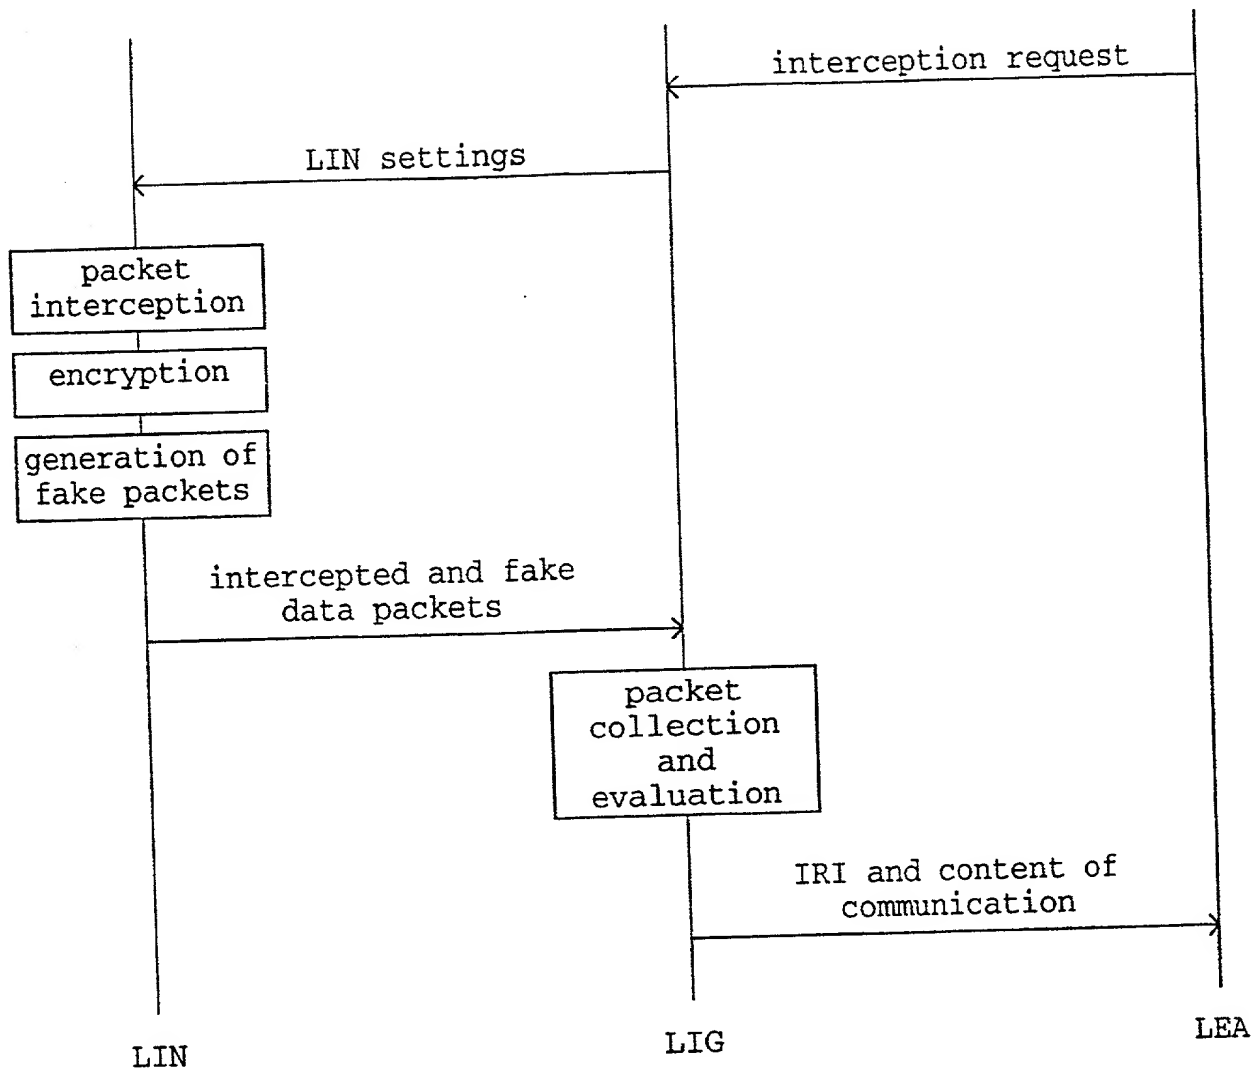 interception request
LIN settings
packet
interception
encryption
generation of
fake packets
intercepted and fake
data packets
packet
collection
and
evaluation
IRI and content of
communication
LIN
LIG
LEA